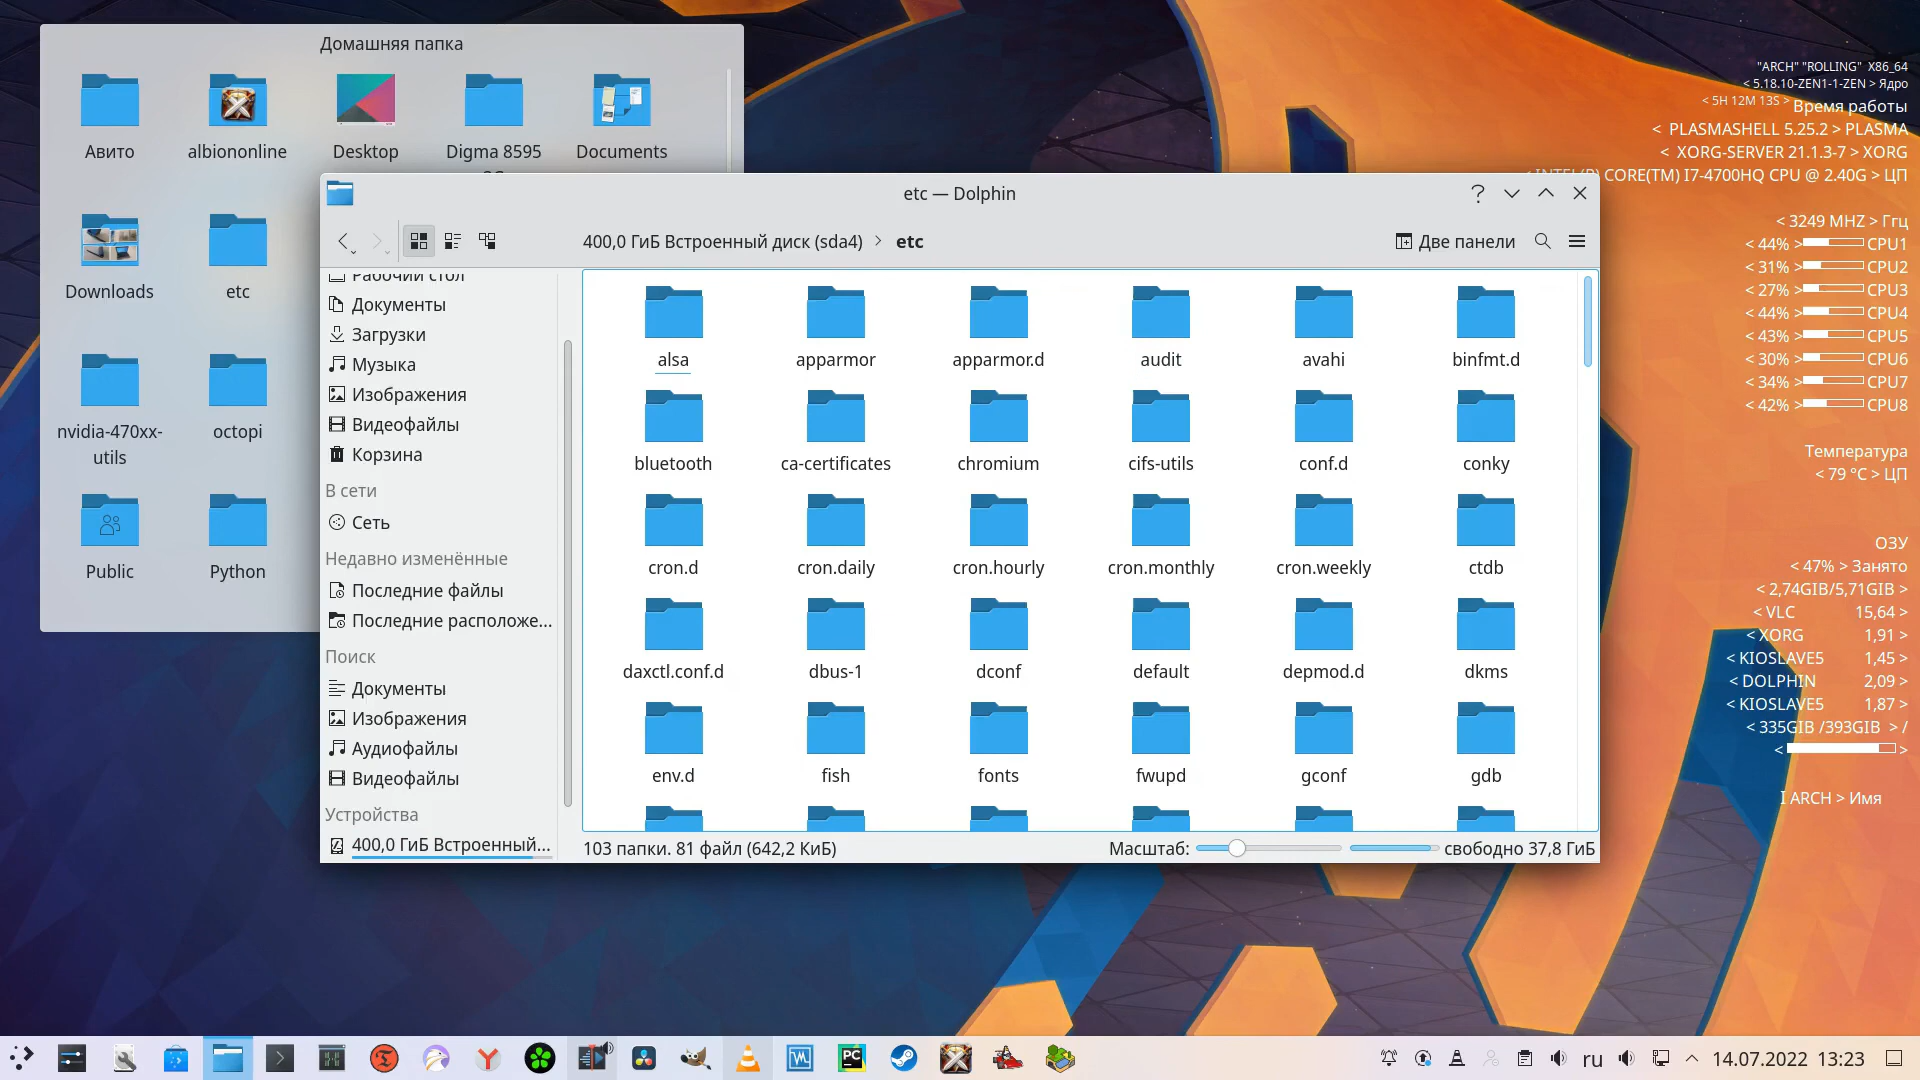 Домашняя папка
Авито
albiononline
Desktop
Digma 8595
Documents
Downloads
etc
nvidia-470xx-
utils
octopi
Public
Python
etc — Dolphin
400,0 ГиБ Встроенный диск (sda4)
etc
Две панели
Рабочий стол
Документы
Загрузки
Музыка
Изображения
Видеофайлы
Корзина
В сети
Сеть
Недавно изменённые
Последние файлы
Последние расположе...
Поиск
Документы
Изображения
Аудиофайлы
Видеофайлы
Устройства
400,0 ГиБ Встроенный...
alsa
apparmor
apparmor.d
audit
avahi
binfmt.d
bluetooth
ca-certificates
chromium
cifs-utils
conf.d
conky
cron.d
cron.daily
cron.hourly
cron.monthly
cron.weekly
ctdb
daxctl.conf.d
dbus-1
dconf
default
depmod.d
dkms
env.d
fish
fonts
fwupd
gconf
gdb
103 папки. 81 файл (642,2 КиБ)
Масштаб:
свободно 37,8 ГиБ
"ARCH" "ROLLING" X86_64
< 5.18.10-ZEN1-1-ZEN > Ядро
< 5H 12M 13S > Время работы
< PLASMASHELL 5.25.2 > PLASMA
< XORG-SERVER 21.1.3-7 > XORG
CORE(TM) I7-4700HQ CPU @ 2.40G > ЦП
< 3249 MHZ > Ггц
< 44% > CPU1
< 31% > CPU2
< 27% > CPU3
< 44% > CPU4
< 43% > CPU5
< 30% > CPU6
< 34% > CPU7
< 42% > CPU8
Температура
< 79 °C > ЦП
ОЗУ
< 47% > Занято
< 2,74GIB/5,71GIB >
< VLC 15,64 >
< XORG 1,91 >
< KIOSLAVE5 1,45 >
< DOLPHIN 2,09 >
< KIOSLAVE5 1,87 >
< 335GIB /393GIB > /
< >
I ARCH > Имя
PC
ru
14.07.2022 13:23